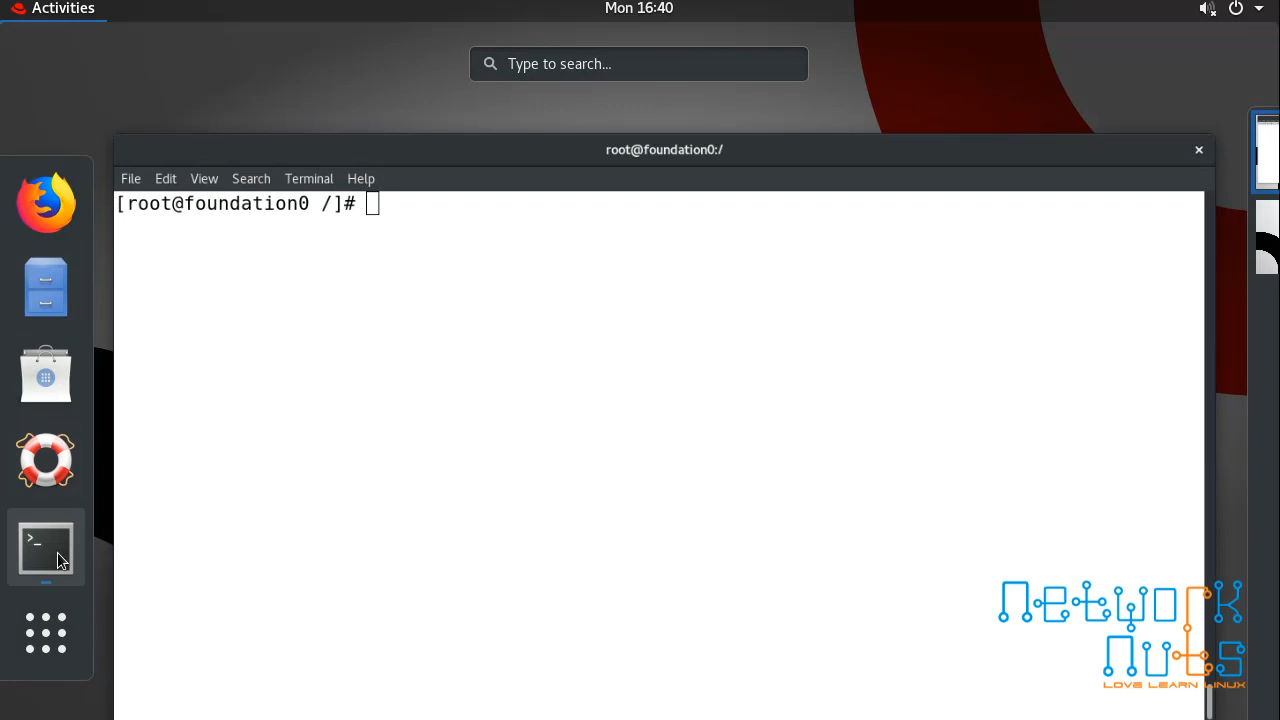 Activities
Mon 16:40
Type to search...
root@foundation0:/
File Edit View Search Terminal Help
[root@foundation0 /]#
>_
Network
Nuts
LOVE LEARN LINUX